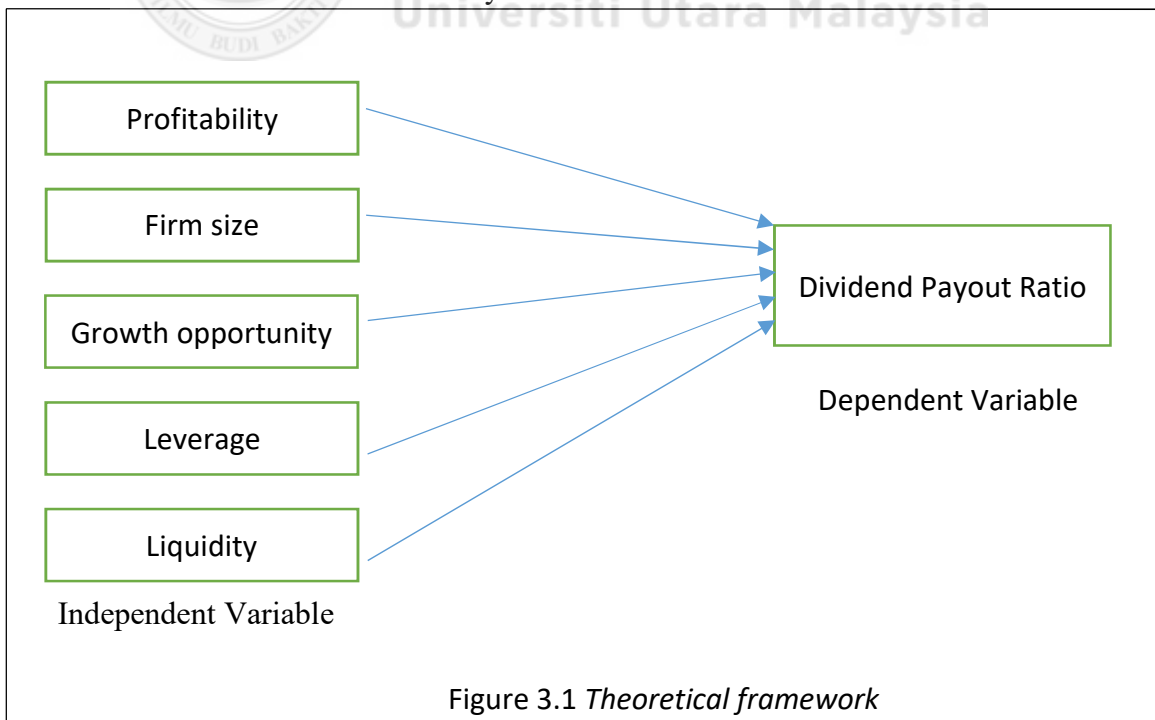 Universiti Utara Malaysia
BUDI
Profitability
Firm size
Growth opportunity
Leverage
Liquidity
Independent Variable
Dividend Payout Ratio
Dependent Variable
Figure 3.1 Theoretical framework